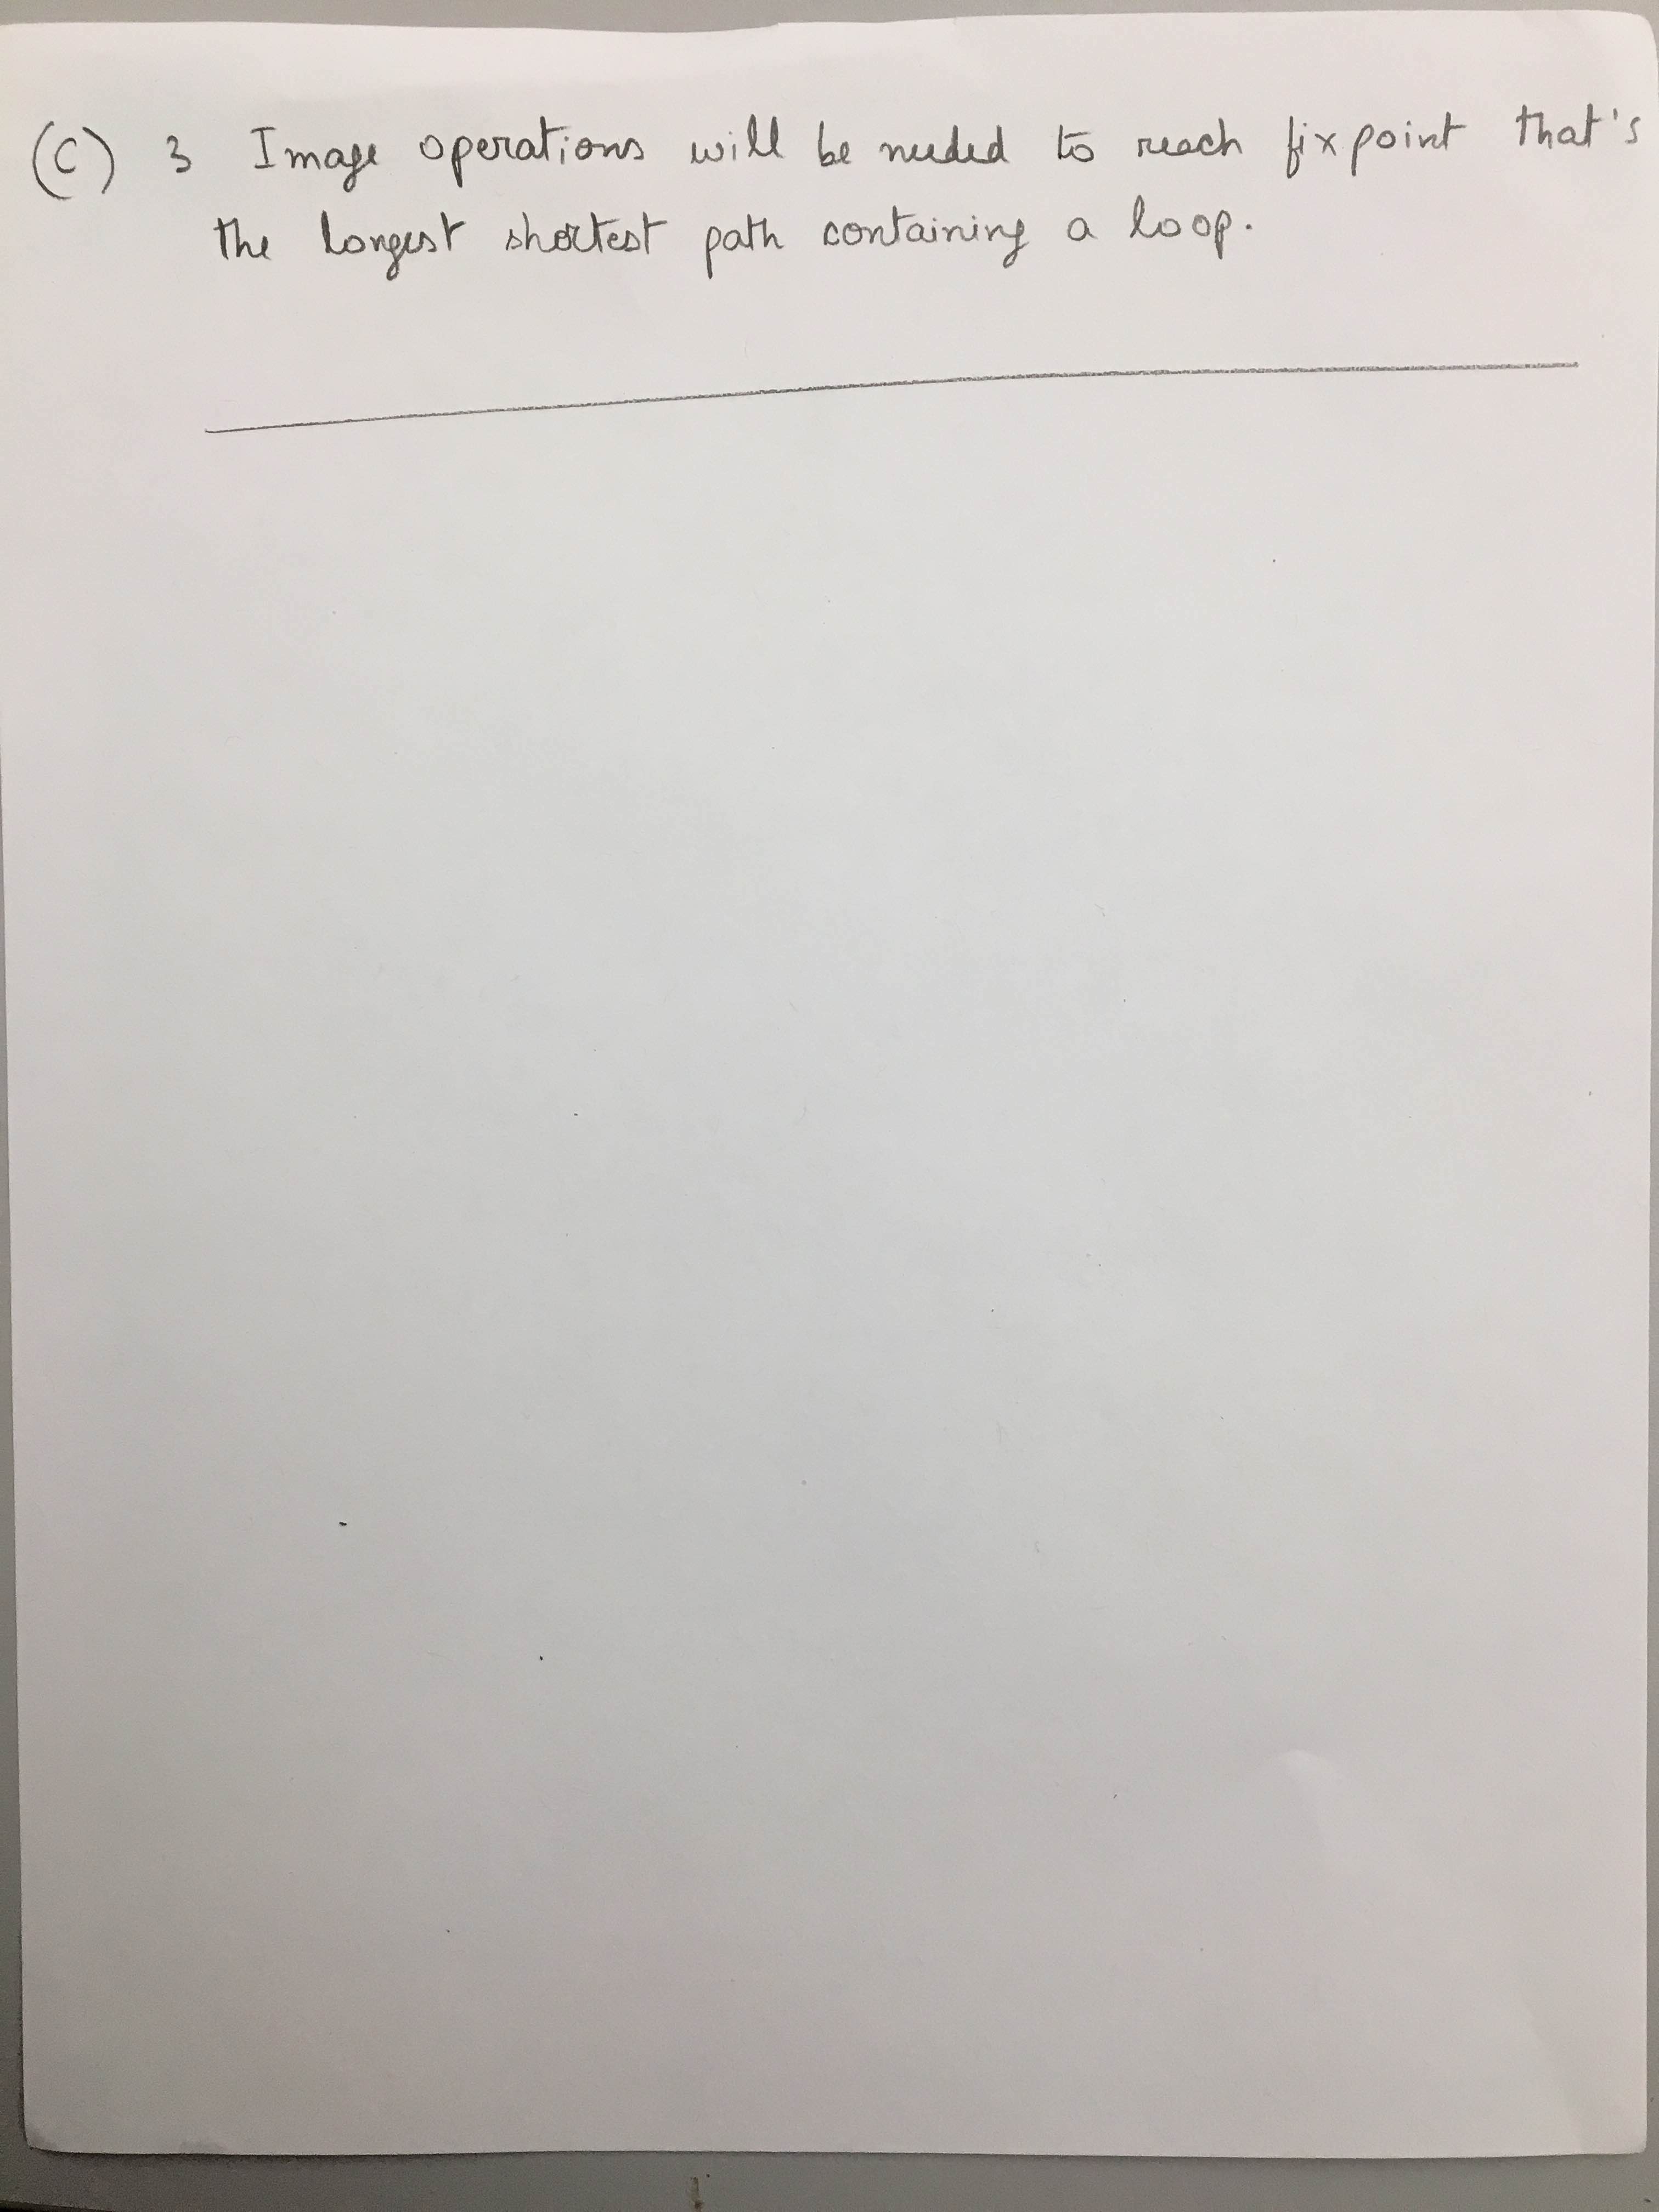 (C) 3 Image operations will be needed to reach fixpoint that's
the longest shortest path containing a loop.